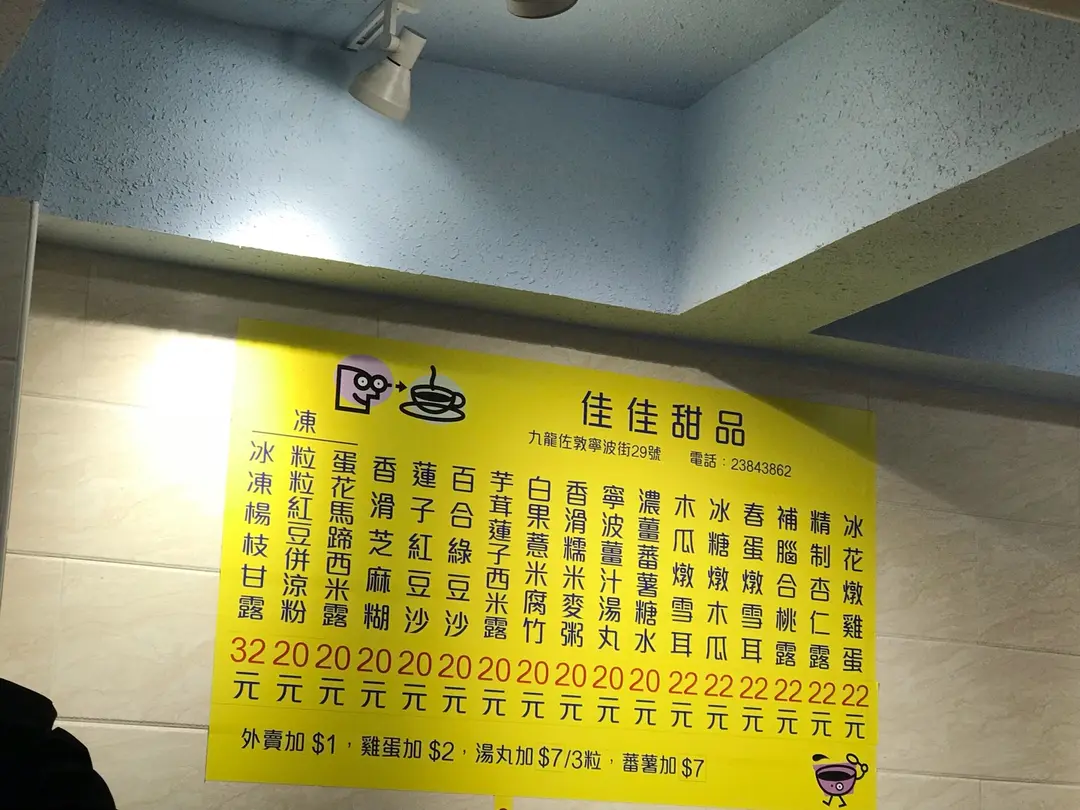 佳佳甜品
九龍佐敦寧波街29號 電話：23843862
冰花燉雞蛋 22元
精制杏仁露 22元
補腦合桃露 22元
春蛋燉雪耳 22元
冰糖燉木瓜 22元
木瓜燉雪耳 22元
濃薑蕃薯糖水 20元
寧波薑汁湯丸 20元
香滑糯米麥粥 20元
白果薏米腐竹 20元
芋茸蓮子西米露 20元
百合綠豆沙 20元
蓮子紅豆沙 20元
香滑芝麻糊 20元
凍
蛋花馬蹄西米露 20元
粒粒紅豆併涼粉 20元
冰凍楊枝甘露 32元
外賣加 $1，雞蛋加 $2，湯丸加 $7/3粒，蕃薯加 $7